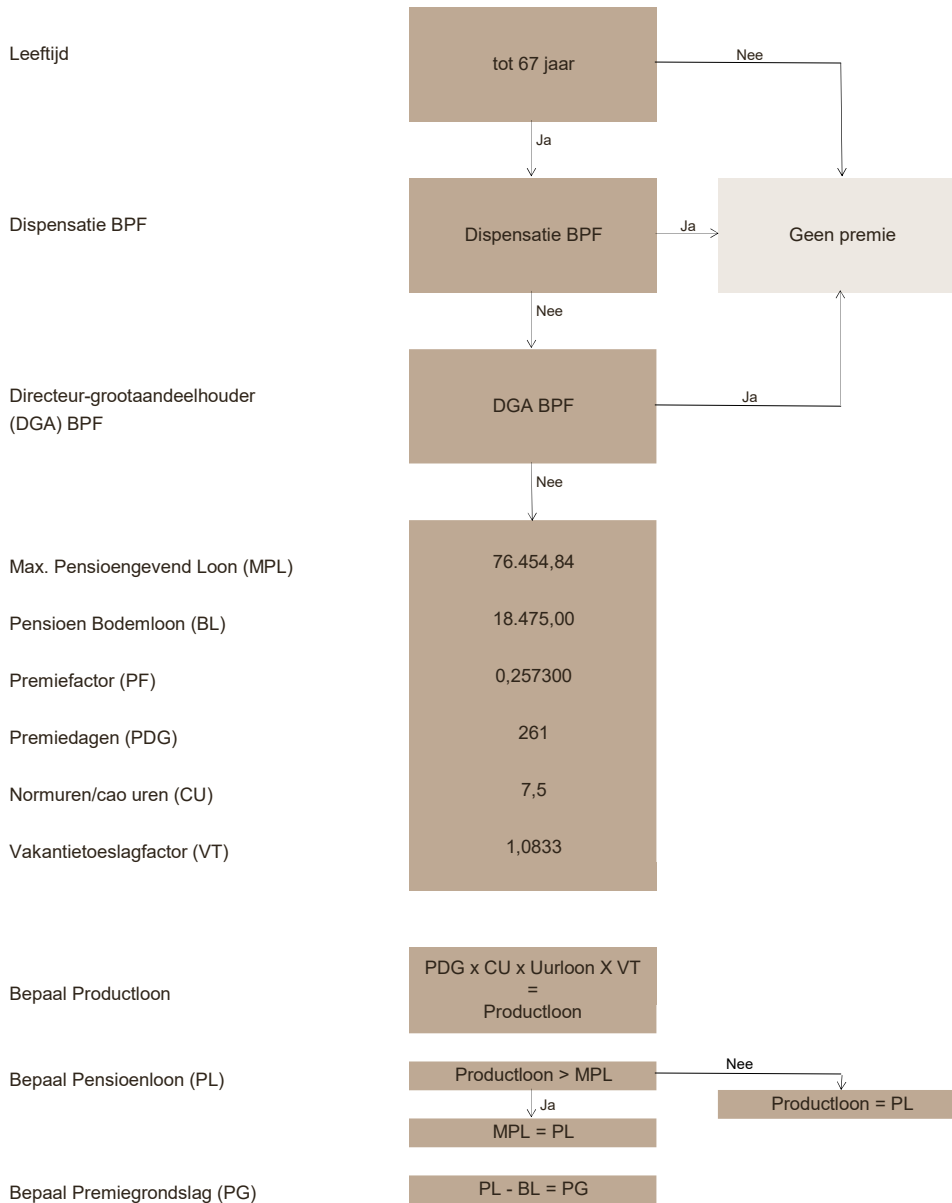 Leeftijd
tot 67 jaar
Nee
Ja
Dispensatie BPF
Dispensatie BPF
Ja
Geen premie
Nee
Directeur-grootaandeelhouder
(DGA) BPF
DGA BPF
Ja
Nee
Max. Pensioengevend Loon (MPL)
76.454,84
Pensioen Bodemloon (BL)
18.475,00
Premiefactor (PF)
0,257300
Premiedagen (PDG)
261
Normuren/cao uren (CU)
7,5
Vakantietoeslagfactor (VT)
1,0833
Bepaal Productloon
PDG x CU x Uurloon X VT
=
Productloon
Bepaal Pensioenloon (PL)
Productloon > MPL
Nee
Ja
Productloon = PL
MPL = PL
Bepaal Premiegrondslag (PG)
PL - BL = PG